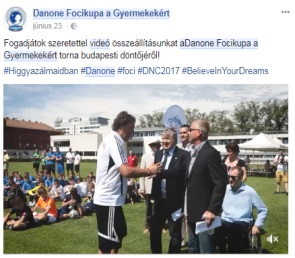 Danone Focikupa a Gyermekekért
június 23.
Fogadjátok szeretettel videó összeállításunkat aDanone Focikupa a
Gyermekekért torna budapesti döntőjéről!
#Higgyazálmaidban #Danone #foci #DNC2017 #BelieveInYourDreams